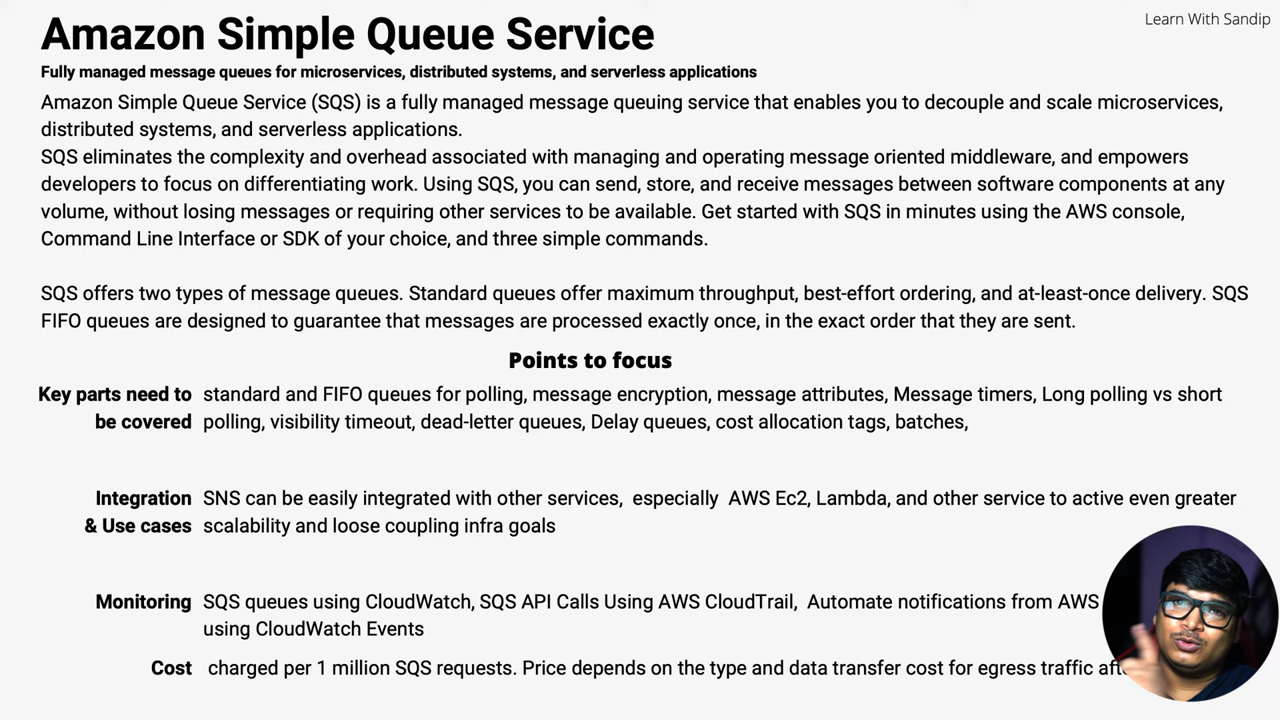 Learn With Sandip
Amazon Simple Queue Service
Fully managed message queues for microservices, distributed systems, and serverless applications
Amazon Simple Queue Service (SQS) is a fully managed message queuing service that enables you to decouple and scale microservices,
distributed systems, and serverless applications.
SQS eliminates the complexity and overhead associated with managing and operating message oriented middleware, and empowers
developers to focus on differentiating work. Using SQS, you can send, store, and receive messages between software components at any
volume, without losing messages or requiring other services to be available. Get started with SQS in minutes using the AWS console,
Command Line Interface or SDK of your choice, and three simple commands.
SQS offers two types of message queues. Standard queues offer maximum throughput, best-effort ordering, and at-least-once delivery. SQS
FIFO queues are designed to guarantee that messages are processed exactly once, in the exact order that they are sent.
Points to focus
Key parts need to standard and FIFO queues for polling, message encryption, message attributes, Message timers, Long polling vs short
be covered polling, visibility timeout, dead-letter queues, Delay queues, cost allocation tags, batches,
Integration SNS can be easily integrated with other services, especially AWS Ec2, Lambda, and other service to active even greater
& Use cases scalability and loose coupling infra goals
Monitoring SQS queues using CloudWatch, SQS API Calls Using AWS CloudTrail, Automate notifications from AWS
using CloudWatch Events
Cost charged per 1 million SQS requests. Price depends on the type and data transfer cost for egress traffic